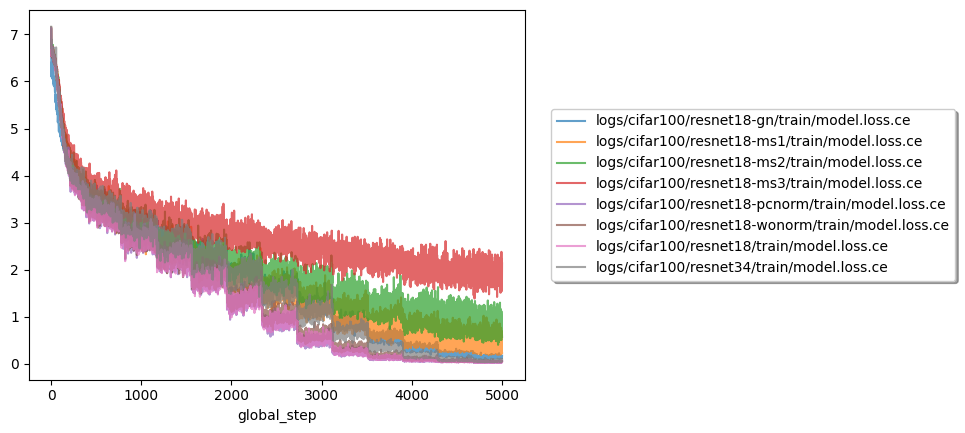 7
6
5
4
3
2
1
0
0 1000 2000 3000 4000 5000
global_step
logs/cifar100/resnet18-gn/train/model.loss.ce
logs/cifar100/resnet18-ms1/train/model.loss.ce
logs/cifar100/resnet18-ms2/train/model.loss.ce
logs/cifar100/resnet18-ms3/train/model.loss.ce
logs/cifar100/resnet18-pcnorm/train/model.loss.ce
logs/cifar100/resnet18-wonorm/train/model.loss.ce
logs/cifar100/resnet18/train/model.loss.ce
logs/cifar100/resnet34/train/model.loss.ce